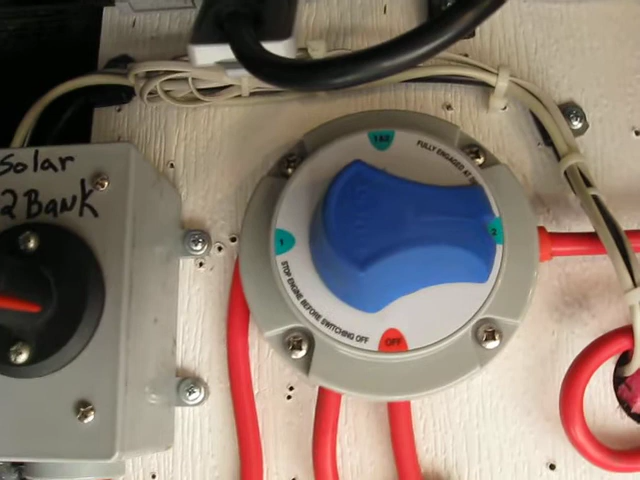 Solar
2 Bank
1&2
FULLY ENGAGED AT
1
2
STOP ENGINE BEFORE SWITCHING OFF
OFF